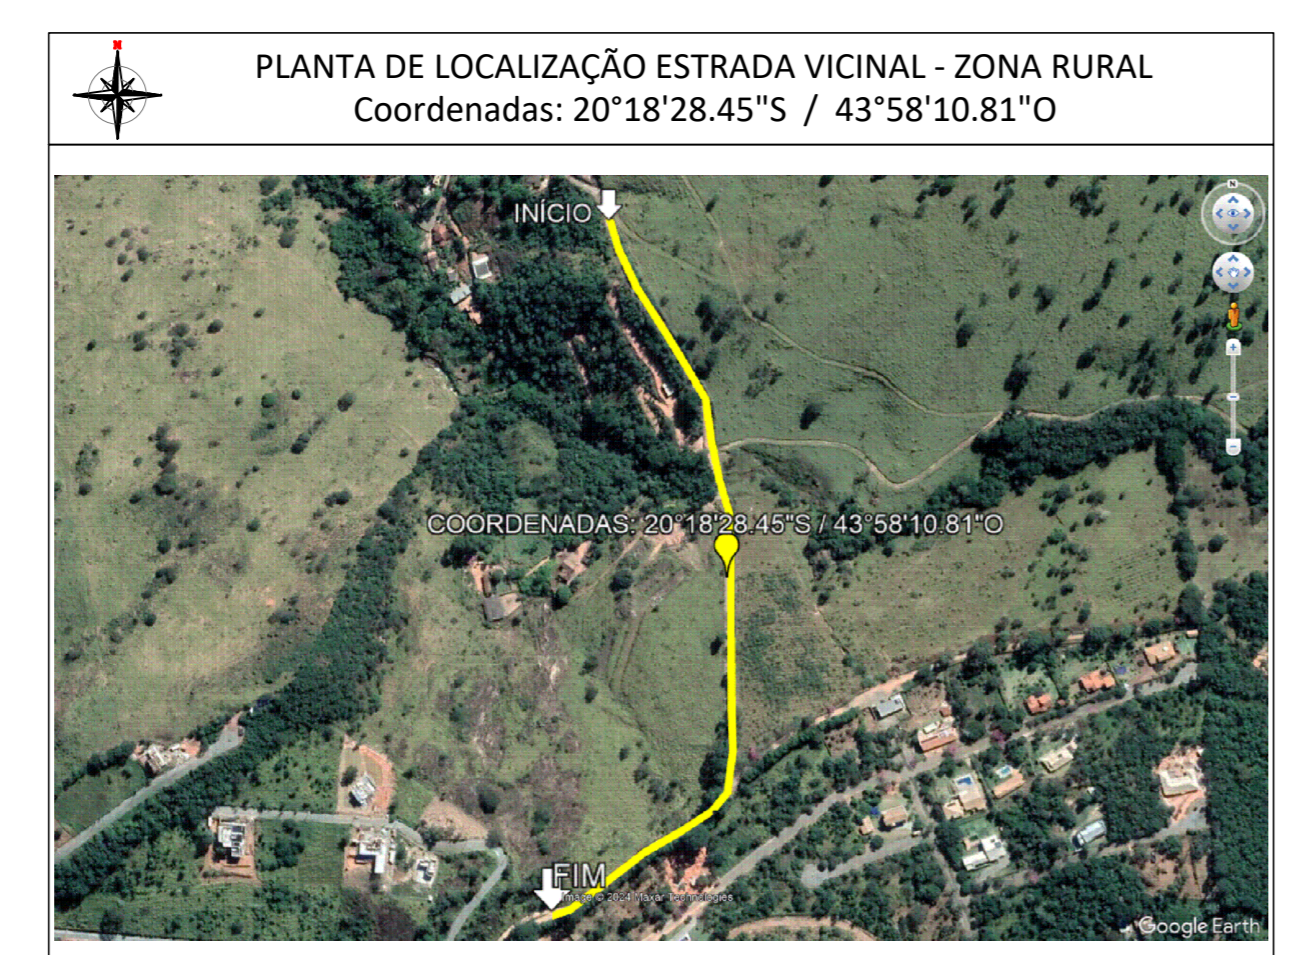 N
PLANTA DE LOCALIZAÇÃO ESTRADA VICINAL - ZONA RURAL
Coordenadas: 20°18'28.45"S / 43°58'10.81"O
N
INÍCIO
COORDENADAS: 20°18'28.45"S / 43°58'10.81"O
FIM
Image © 2024 Maxar Technologies
Google Earth